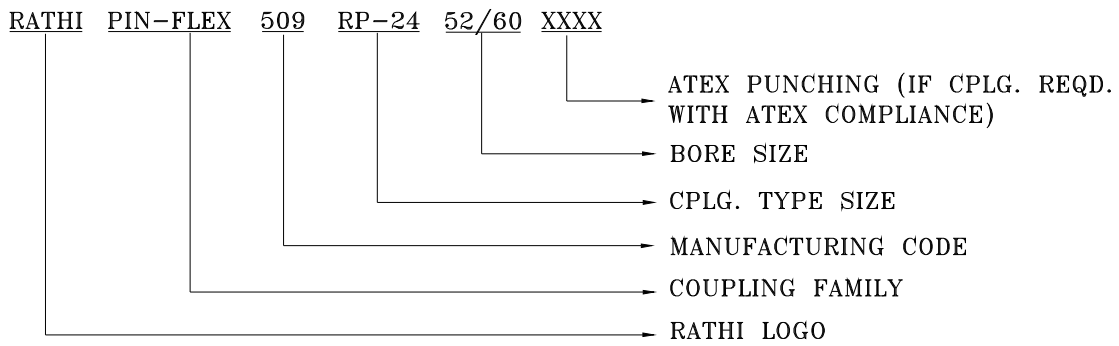 RATHI PIN-FLEX 509 RP-24 52/60 XXXX
ATEX PUNCHING (IF CPLG. REQD.
WITH ATEX COMPLIANCE)
BORE SIZE
CPLG. TYPE SIZE
MANUFACTURING CODE
COUPLING FAMILY
RATHI LOGO